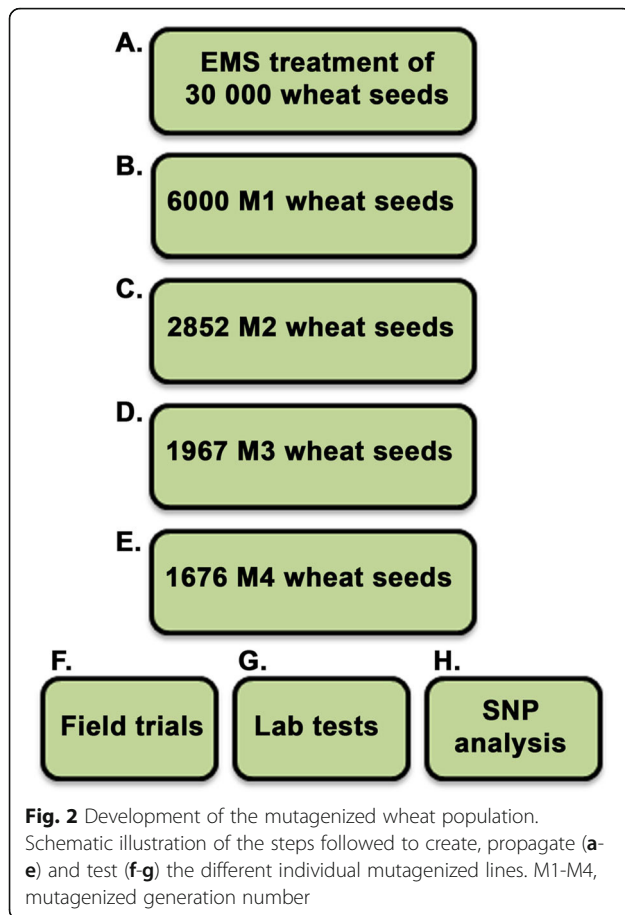 A.
EMS treatment of
30 000 wheat seeds
B.
6000 M1 wheat seeds
C.
2852 M2 wheat seeds
D.
1967 M3 wheat seeds
E.
1676 M4 wheat seeds
F.
Field trials
G.
Lab tests
H.
SNP
analysis
Fig. 2 Development of the mutagenized wheat population.
Schematic illustration of the steps followed to create, propagate (a-
e) and test (f-g) the different individual mutagenized lines. M1-M4,
mutagenized generation number